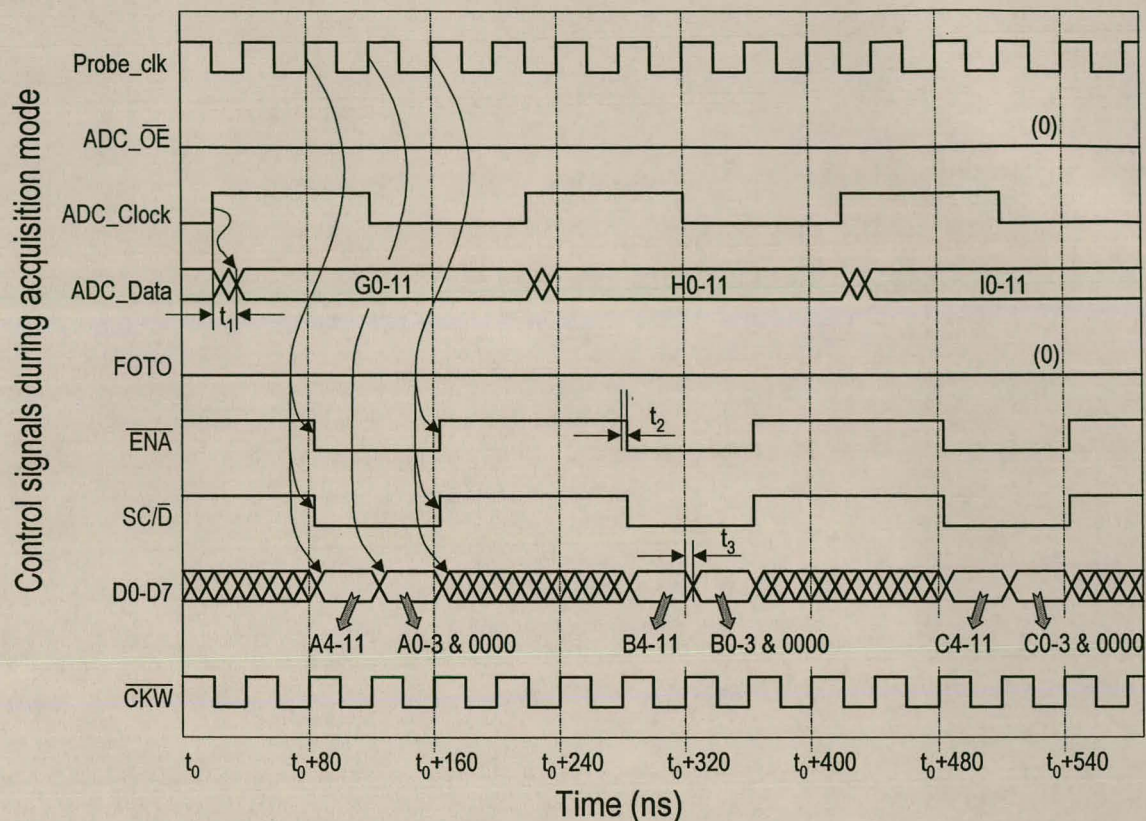 Control signals during acquisition mode
Probe_clk
ADC_OE
(0)
ADC_Clock
ADC_Data
G0-11
H0-11
I0-11
t1
FOTO
(0)
ENA
t2
SC/D
t3
D0-D7
A4-11
A0-3 & 0000
B4-11
B0-3 & 0000
C4-11
C0-3 & 0000
CKW
t0
t0+80
t0+160
t0+240
t0+320
t0+400
t0+480
t0+540
Time (ns)